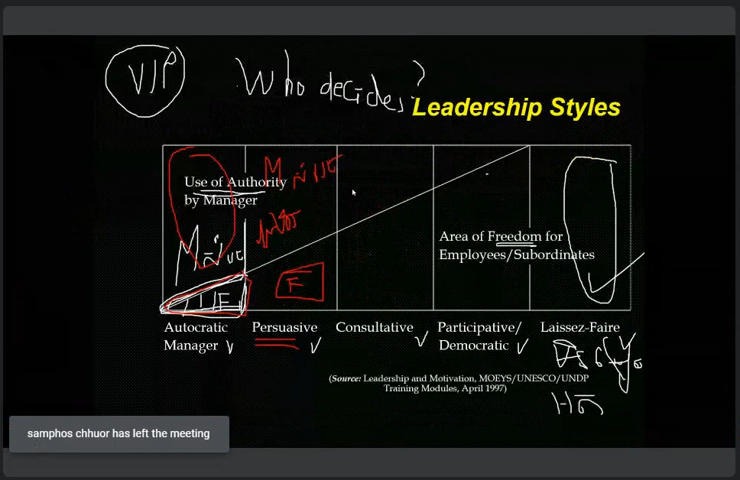 VIP Who decides?
Leadership Styles
Use of Authority
by Manager
Area of Freedom for
Employees/Subordinates
F
Autocratic
Manager
Persuasive
Consultative
Participative/
Democratic
Laissez-Faire
(Source: Leadership and Motivation, MOEYS/UNESCO/UNDP
Training Modules, April 1997)
samphos chhuor has left the meeting